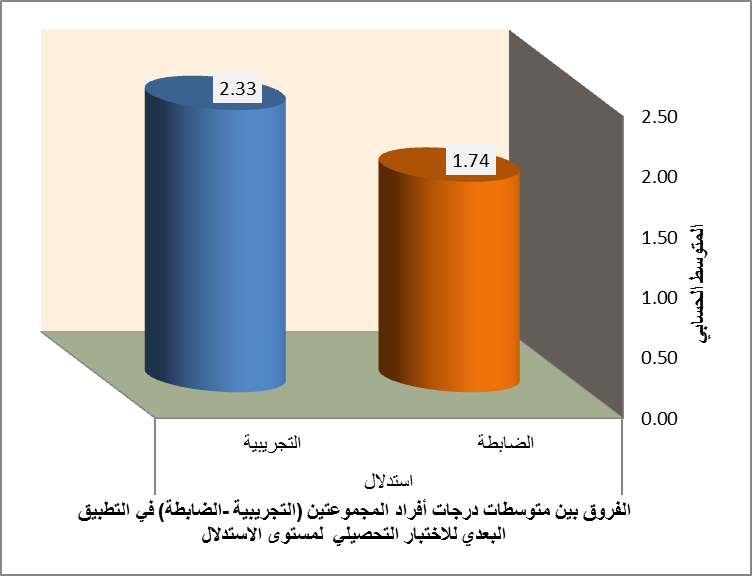 2.33
1.74
2.50
2.00
1.50
1.00
0.50
0.00
المتوسط الحسابي
الضابطة
التجريبية
استدلال
الفروق بين متوسطات درجات أفراد المجموعتين (التجريبية -الضابطة) في التطبيق
البعدي للاختبار التحصيلي لمستوى الاستدلال